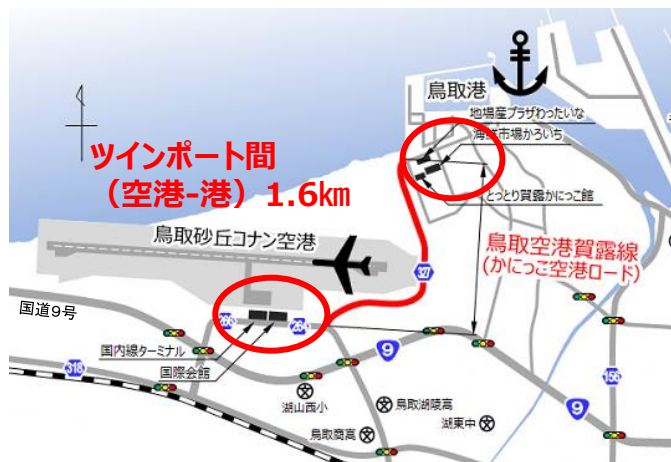 鳥取港
地場産プラザわったいな
海鮮市場かろいち
ツインポート間
(空港-港) 1.6km
とっとり賀露かにっこ館
鳥取砂丘コナン空港
鳥取空港賀露線
(かにっこ空港ロード)
327
国道9号
265
264
国内線ターミナル
国際会館
318
9
156
湖山西小
鳥取湖陵高
9
鳥取商高
湖東中